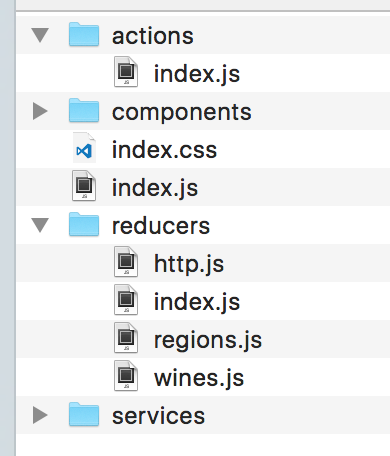 actions
index.js
components
index.css
index.js
reducers
http.js
index.js
regions.js
wines.js
services